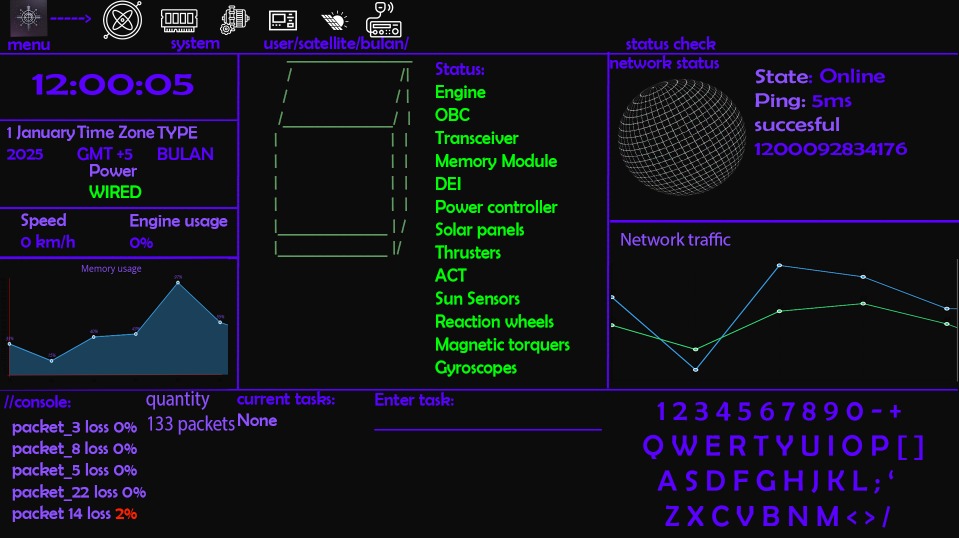 menu
----->
system
user/satellite/bulan/
status check
network status
12:00:05
1 January Time Zone TYPE
2025 GMT +5 BULAN
Power
WIRED
Speed Engine usage
0 km/h 0%
Memory usage
Status:
Engine
OBC
Transceiver
Memory Module
DEI
Power controller
Solar panels
Thrusters
ACT
Sun Sensors
Reaction wheels
Magnetic torquers
Gyroscopes
State: Online
Ping: 5ms
succesful
1200092834176
Network traffic
//console:
packet_3 loss 0%
packet_8 loss 0%
packet_5 loss 0%
packet_22 loss 0%
packet 14 loss 2%
quantity
133 packets
current tasks:
None
Enter task:
1 2 3 4 5 6 7 8 9 0 - +
Q W E R T Y U I O P [ ]
A S D F G H J K L ; ‘
Z X C V B N M < > /